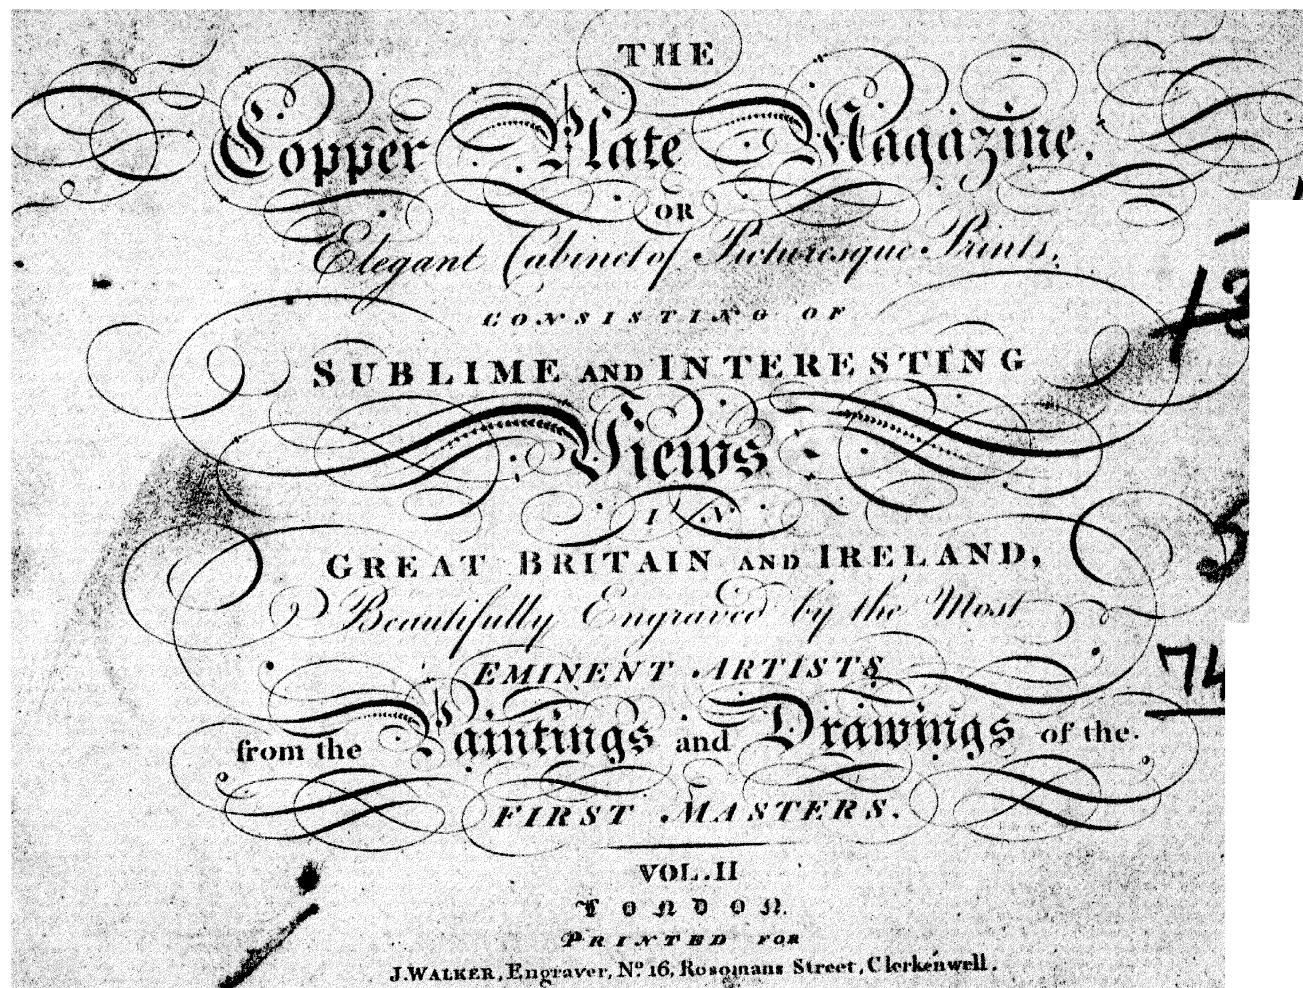 THE
Copper Plate Magazine.
OR
Elegant Cabinet of Picturesque Prints,
CONSISTING OF
SUBLIME AND INTERESTING
Views
IN
GREAT BRITAIN AND IRELAND,
Beautifully Engraved by the Most
EMINENT ARTISTS
from the Paintings and Drawings of the.
FIRST MASTERS.
VOL. II
LONDON.
PRINTED FOR
J. WALKER, Engraver, No. 16, Rosomans Street, Clerkenwell.
74